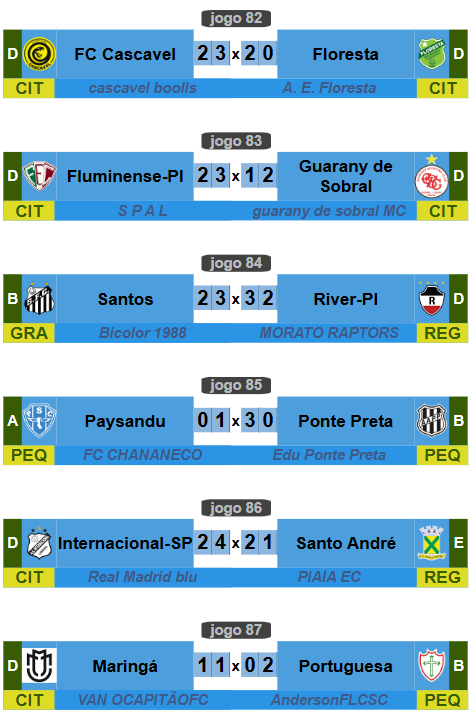 jogo 82
D FC Cascavel 2 3 x 2 0 Floresta D
CIT cascavel boolls A. E. Floresta CIT
jogo 83
D Fluminense-PI 2 3 x 1 2 Guarany de Sobral D
CIT S P A L guarany de sobral MC CIT
jogo 84
B Santos 2 3 x 3 2 River-PI D
GRA Bicolor 1988 MORATO RAPTORS REG
jogo 85
A Paysandu 0 1 x 3 0 Ponte Preta B
PEQ FC CHANANECO Edu Ponte Preta PEQ
jogo 86
D Internacional-SP 2 4 x 2 1 Santo André E
CIT Real Madrid blu PIAIA EC REG
jogo 87
D Maringá 1 1 x 0 2 Portuguesa B
CIT VAN OCAPITÃOFC AndersonFLCSC PEQ